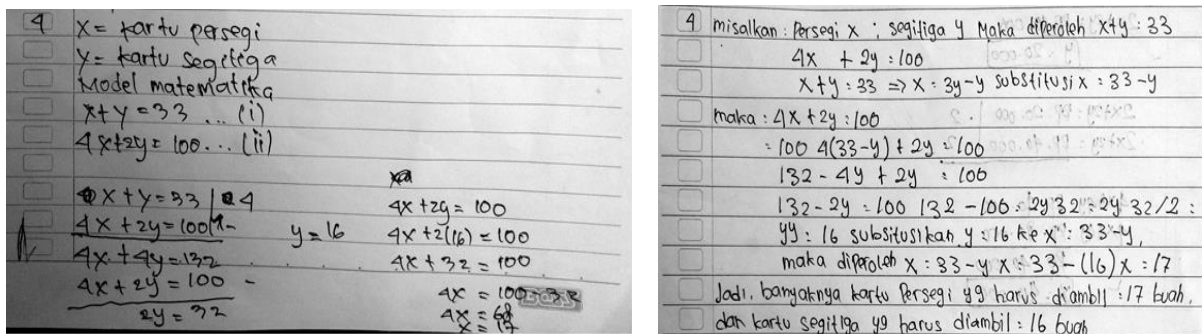 4 x = kartu persegi
y = kartu segitiga
Model matematika
x + y = 33 ... (i)
4x + 2y = 100 ... (ii)
x + y = 33 | 4
4x + 2y = 100 | 1 -
4x + 4y = 132
4x + 2y = 100 -
2y = 32
y = 16
4x + 2y = 100
4x + 2(16) = 100
4x + 32 = 100
4x = 100 - 32
4x = 68
x = 17
4 misalkan : Persegi x ; segitiga y Maka diperoleh x+y : 33
4x + 2y : 100
x+y : 33 => x : 3y-y substitusi x : 33-y
maka : 4x + 2y : 100
: 100 4(33-y) + 2y : 100
132 - 4y + 2y : 100
132 - 2y : 100 132 - 100 : 2y 32 : 2y 32/2 :
yy : 16 subsitusikan y : 16 ke x : 33-y,
maka diperoleh x : 33-y x : 33-(16) x : 17
Jadi, banyaknya kartu Persegi yg harus diambil : 17 buah,
dan kartu segitiga yg harus diambil : 16 buah